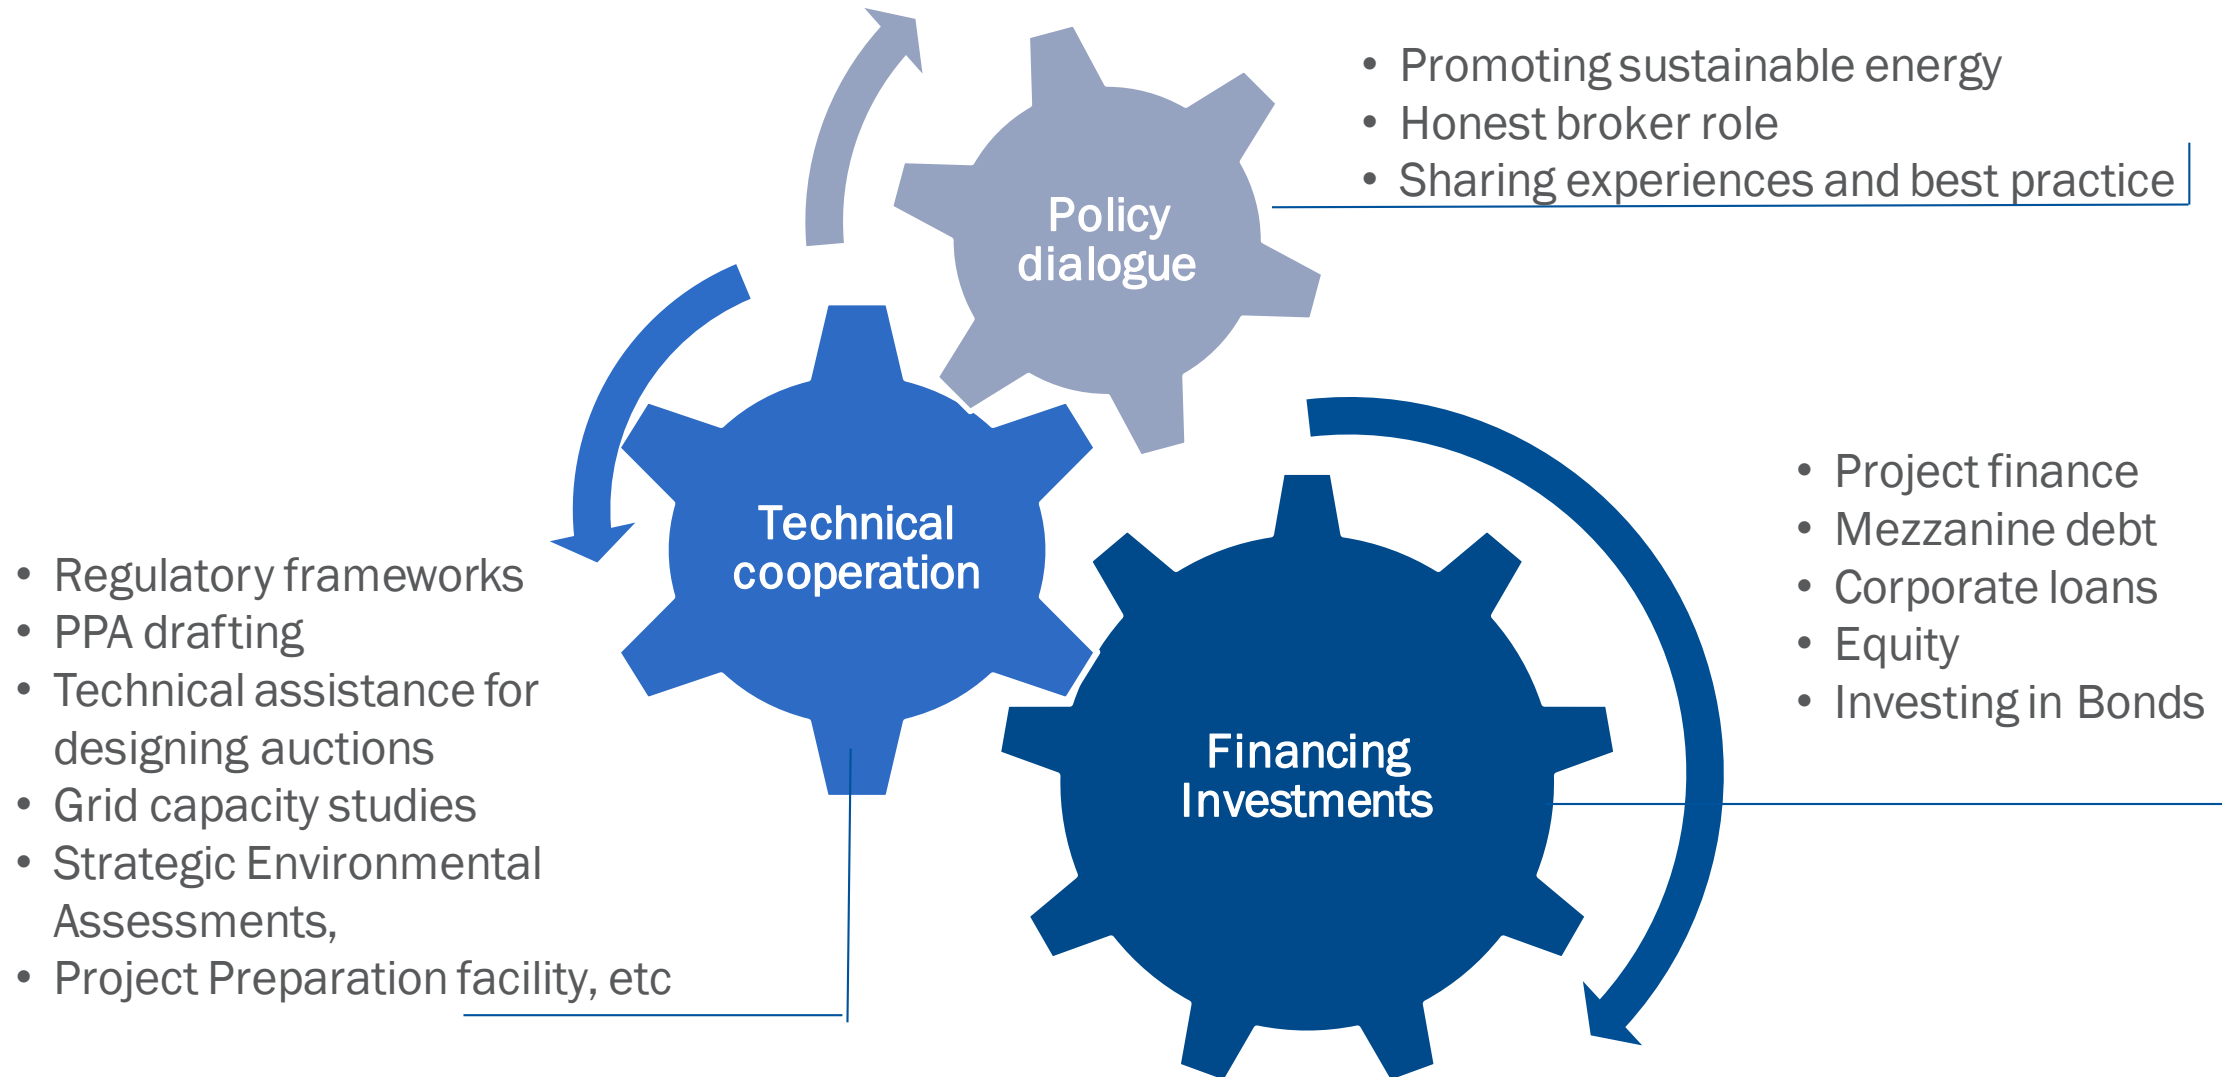 • Promoting sustainable energy
• Honest broker role
• Sharing experiences and best practice
Policy
dialogue
Technical
cooperation
• Regulatory frameworks
• PPA drafting
• Technical assistance for
designing auctions
• Grid capacity studies
• Strategic Environmental
Assessments,
• Project Preparation facility, etc
Financing
Investments
• Project finance
• Mezzanine debt
• Corporate loans
• Equity
• Investing in Bonds